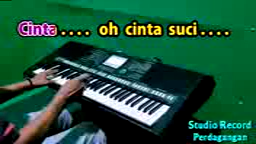 Cinta . . . . oh cinta suci . . . .
Studio Record
Perdagangan